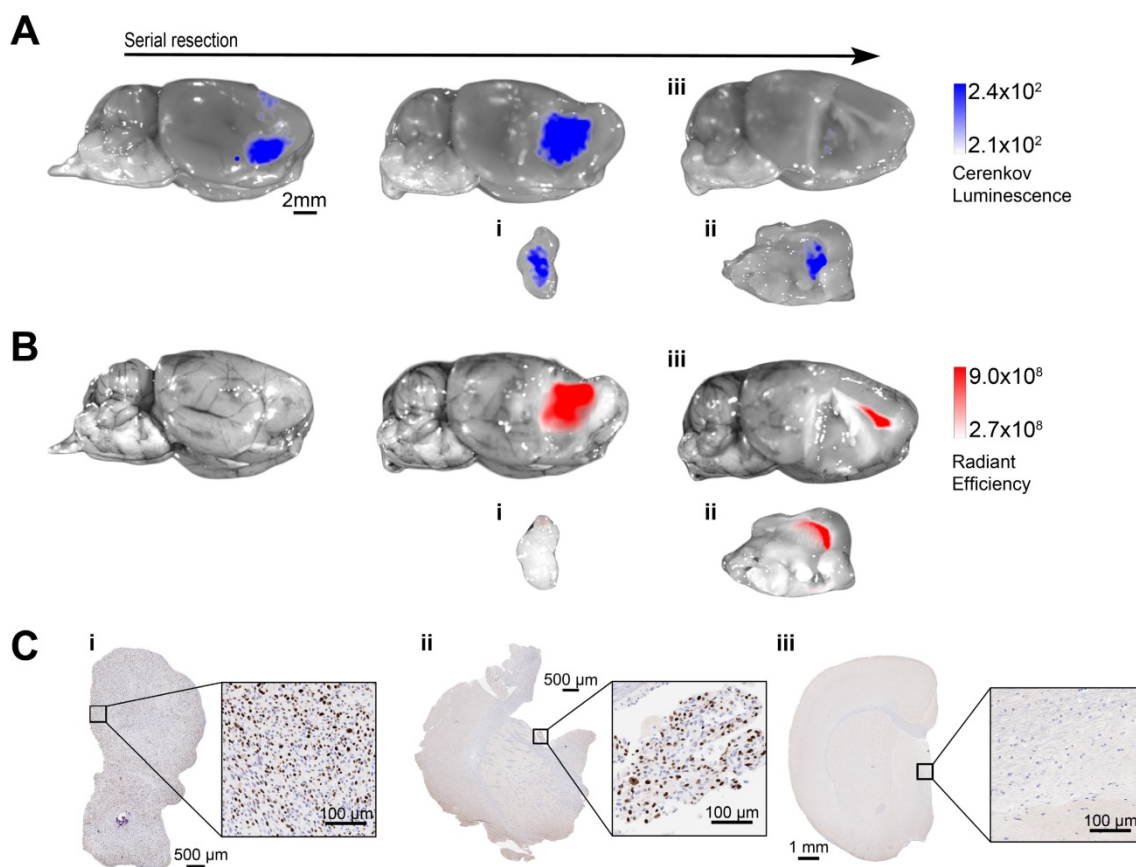 A
Serial resection
iii
2.4x10²
2.1x10²
Cerenkov
Luminescence
2mm
i
ii
B
iii
9.0x10⁸
2.7x10⁸
Radiant
Efficiency
i
ii
C
i
ii
iii
500 µm
100 µm
100 µm
100 µm
500 µm
1 mm